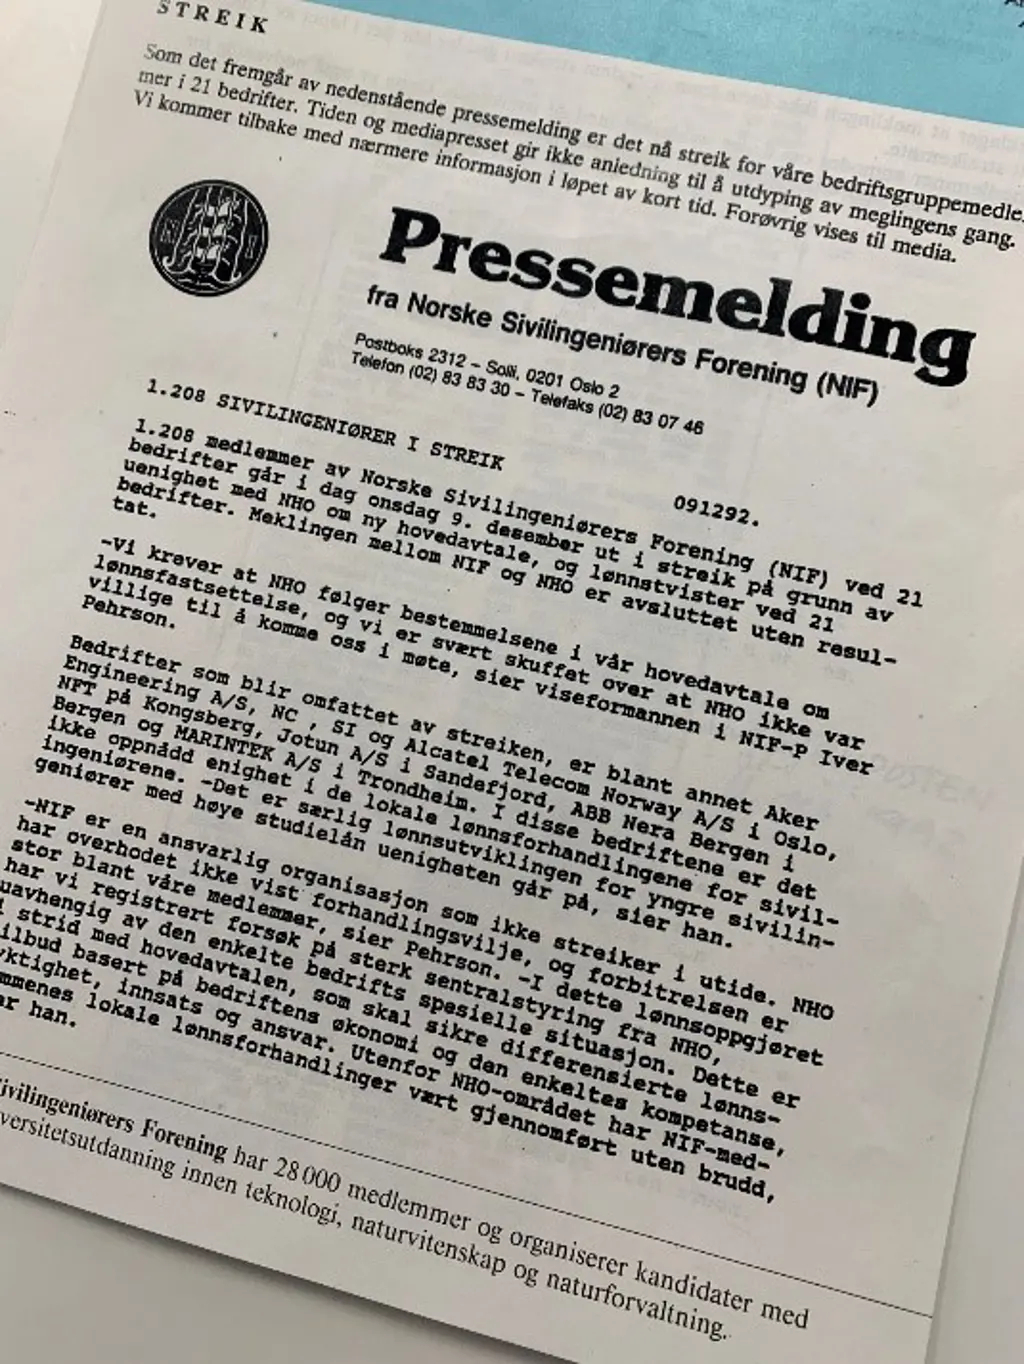 STREIK
Som det fremgår av nedenstående pressemelding er det nå streik for våre bedriftsgruppemedle
mer i 21 bedrifter. Tiden og mediapresset gir ikke anledning til å utdyping av meglingens gang.
Vi kommer tilbake med nærmere informasjon i løpet av kort tid. Forøvrig vises til media.
Pressemelding
fra Norske Sivilingeniørers Forening (NIF)
Postboks 2312 – Solli, 0201 Oslo 2
Telefon (02) 83 83 30 – Telefaks (02) 83 07 46
1.208 SIVILINGENIØRER I STREIK
091292.
1.208 medlemmer av Norske Sivilingeniørers Forening (NIF) ved 21
bedrifter går i dag onsdag 9. desember ut i streik på grunn av
uenighet med NHO om ny hovedavtale, og lønnstvister ved 21
bedrifter. Meklingen mellom NIF og NHO er avsluttet uten resul-
tat.
-Vi krever at NHO følger bestemmelsene i vår hovedavtale om
lønnsfastsettelse, og vi er svært skuffet over at NHO ikke var
villige til å komme oss i møte, sier viseformannen i NIF-P Iver
Pehrson.
Bedrifter som blir omfattet av streiken, er blant annet Aker
Engineering A/S, NC , SI og Alcatel Telecom Norway A/S i Oslo,
NFT på Kongsberg, Jotun A/S i Sandefjord, ABB Nera Bergen i
Bergen og MARINTEK A/S i Trondheim. I disse bedriftene er det
ikke oppnådd enighet i de lokale lønnsforhandlingene for sivil-
ingeniørene. -Det er særlig lønnsutviklingen for yngre sivilin-
geniører med høye studielån uenigheten går på, sier han.
-NIF er en ansvarlig organisasjon som ikke streiker i utide. NHO
har overhodet ikke vist forhandlingsvilje, og forbitrelsen er
stor blant våre medlemmer, sier Pehrson. -I dette lønnsoppgjøret
har vi registrert forsøk på sterk sentralstyring fra NHO,
uavhengig av den enkelte bedrifts spesielle situasjon. Dette er
i strid med hovedavtalen, som skal sikre differensierte lønns-
ilbud basert på bedriftens økonomi og den enkeltes kompetanse,
yktighet, innsats og ansvar. Utenfor NHO-området har NIF-med-
mmenes lokale lønnsforhandlinger vært gjennomført uten brudd,
ar han.
ivilingeniørers Forening har 28 000 medlemmer og organiserer kandidater med
versitetsutdanning innen teknologi, naturvitenskap og naturforvaltning.